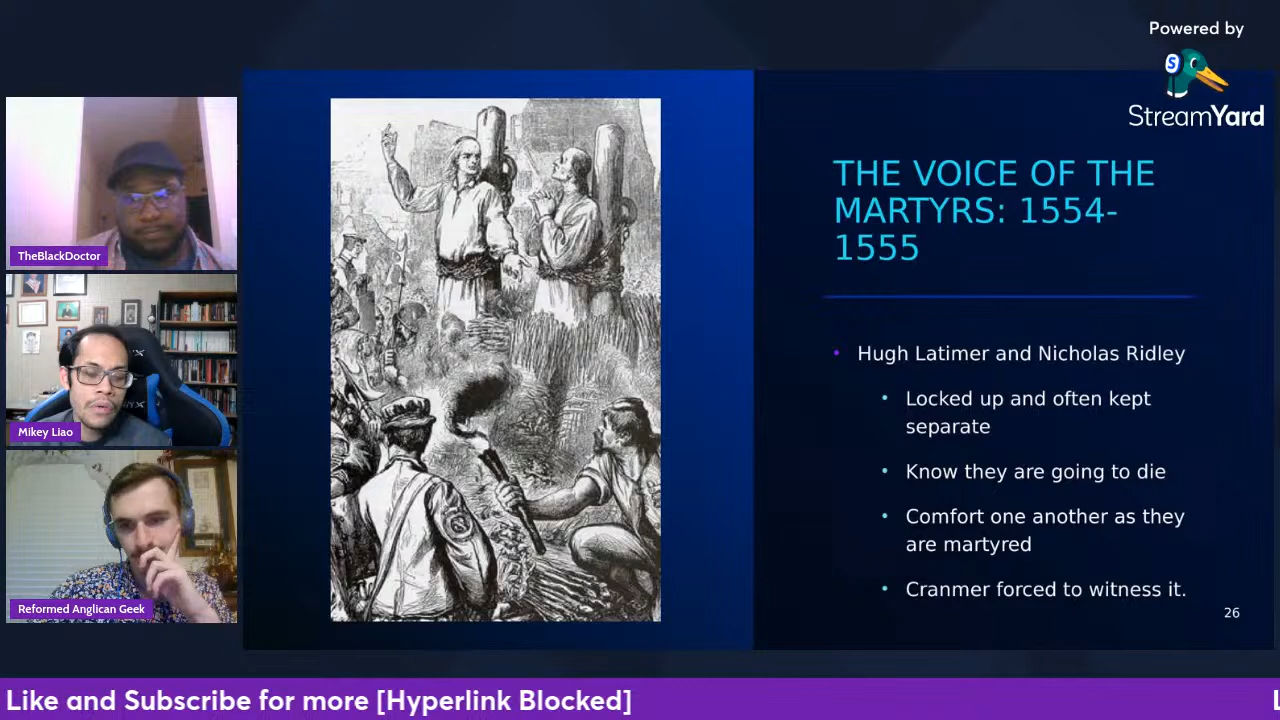 Powered by
StreamYard
TheBlackDoctor
Mikey Liao
Reformed Anglican Geek
THE VOICE OF THE
MARTYRS: 1554-
1555
• Hugh Latimer and Nicholas Ridley
• Locked up and often kept
separate
• Know they are going to die
• Comfort one another as they
are martyred
• Cranmer forced to witness it.
26
Like and Subscribe for more [Hyperlink Blocked]